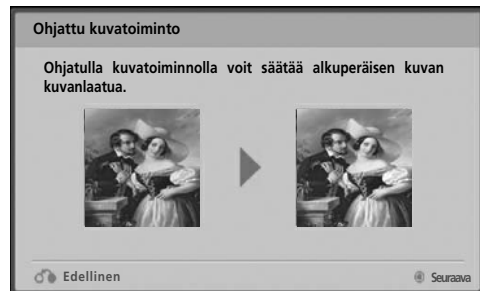 Ohjattu kuvatoiminto
Ohjatulla kuvatoiminnolla voit säätää alkuperäisen kuvan
kuvanlaatua.
Edellinen
Seuraava